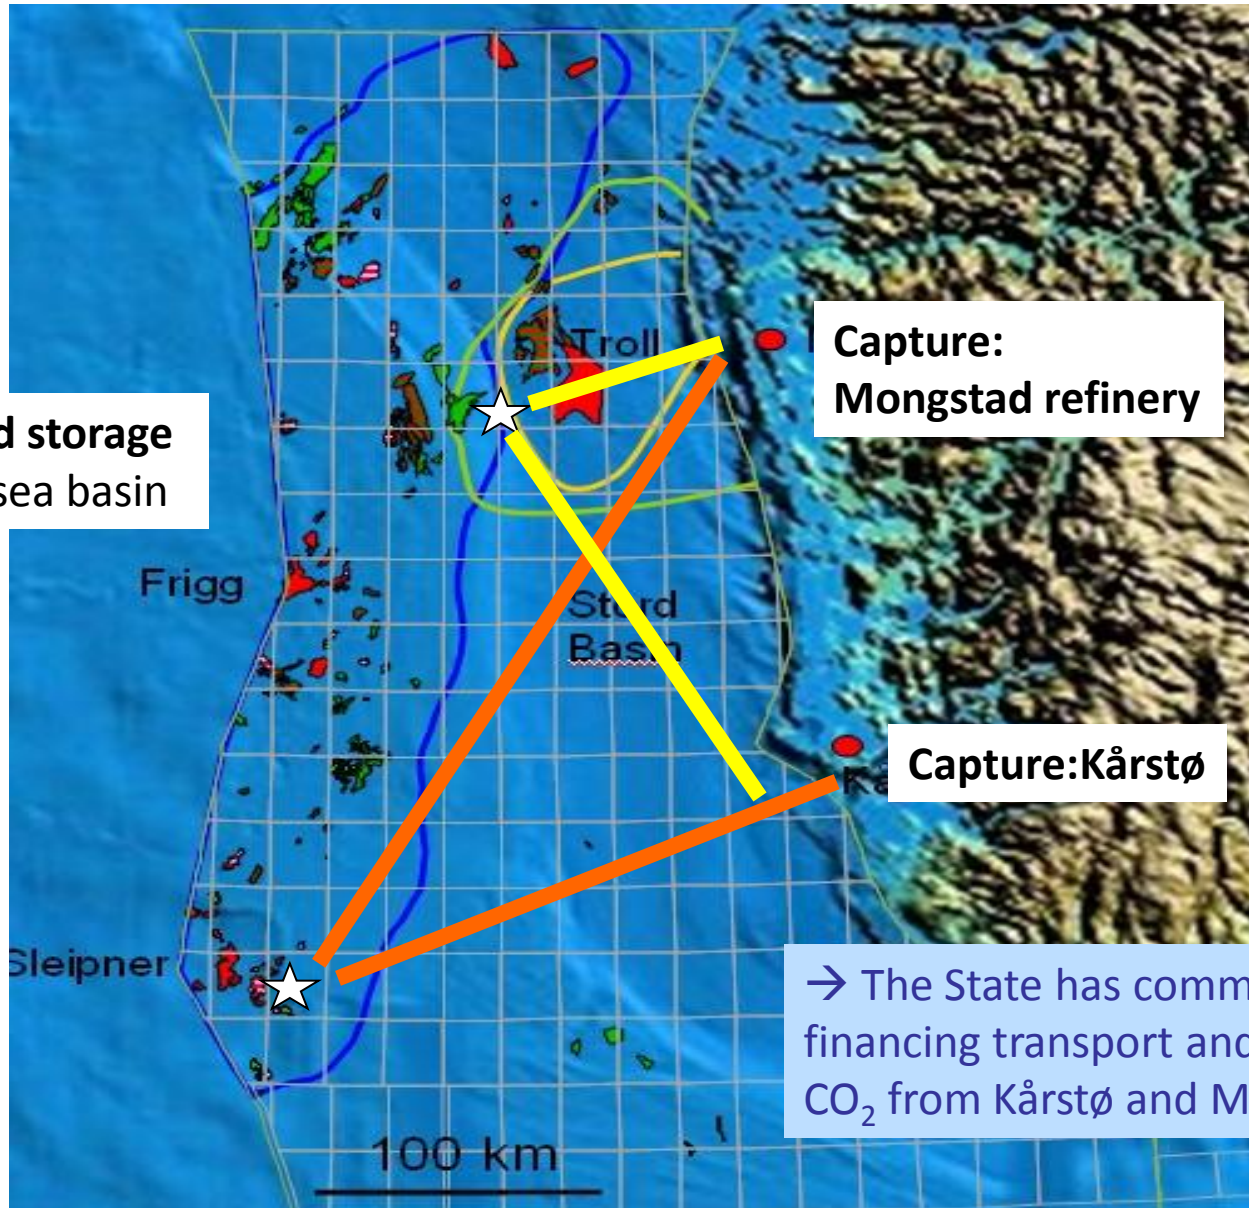 Troll
Capture:
Mongstad refinery
storage
sea basin
Frigg
Stord
Basin
Capture:Kårstø
Sleipner
→ The State has comm
financing transport and
CO₂ from Kårstø and M
100 km